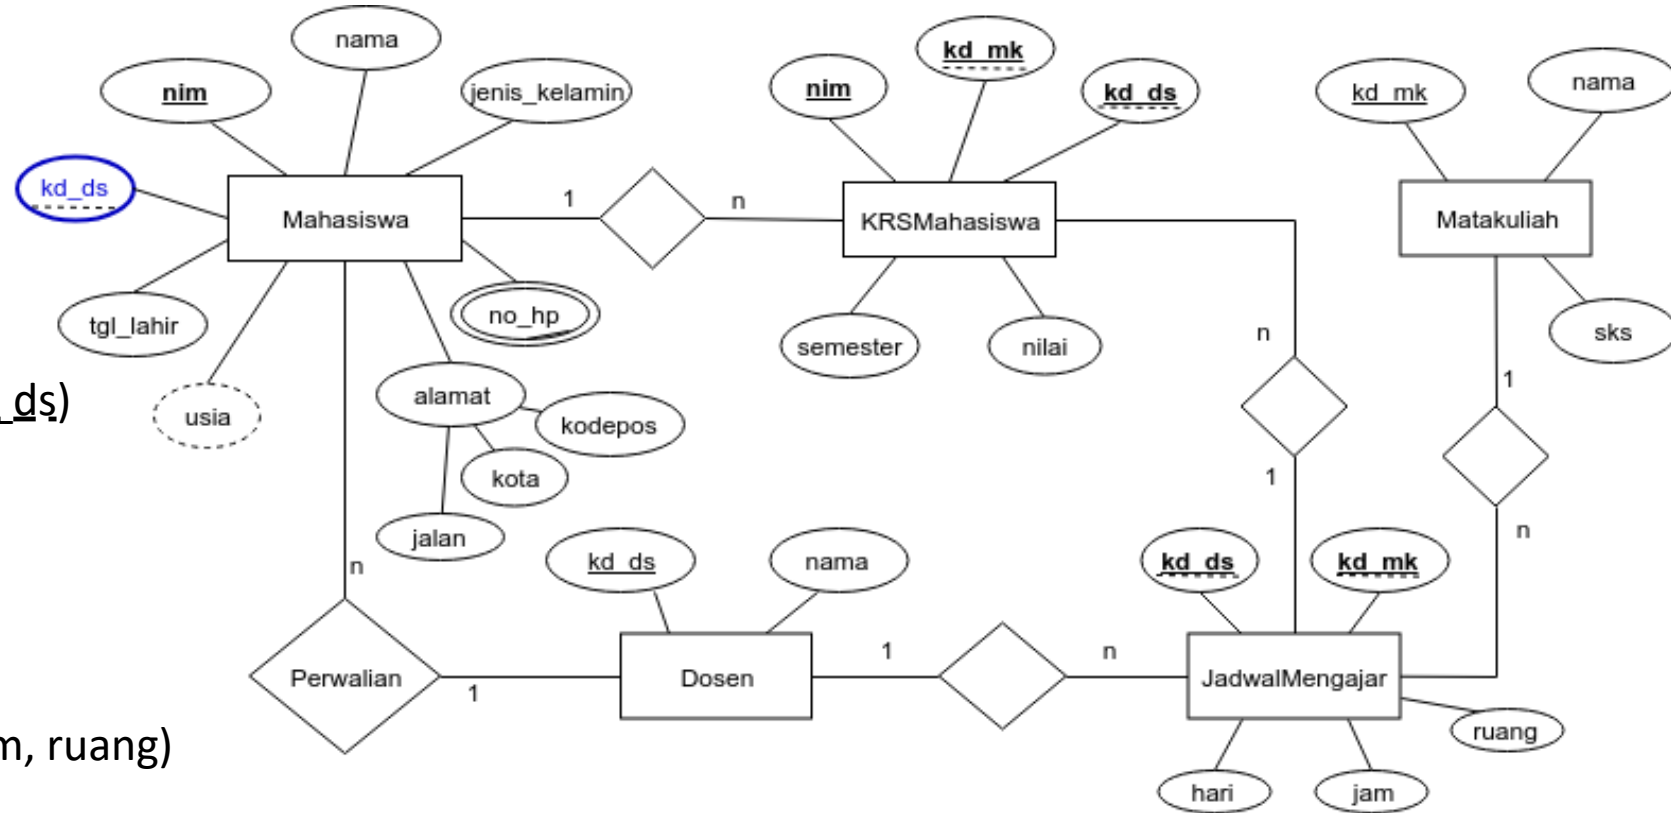 nama
nim
jenis_kelamin
kd_ds
Mahasiswa
tgl_lahir
usia
no_hp
alamat
kodepos
kota
jalan
1
n
nim
kd_mk
kd_ds
KRSMahasiswa
semester
nilai
kd_mk
nama
Matakuliah
sks
n
1
1
n
_ds)
n
Perwalian
1
kd_ds
nama
Dosen
1
n
kd_ds
kd_mk
JadwalMengajar
ruang
hari
jam
m, ruang)